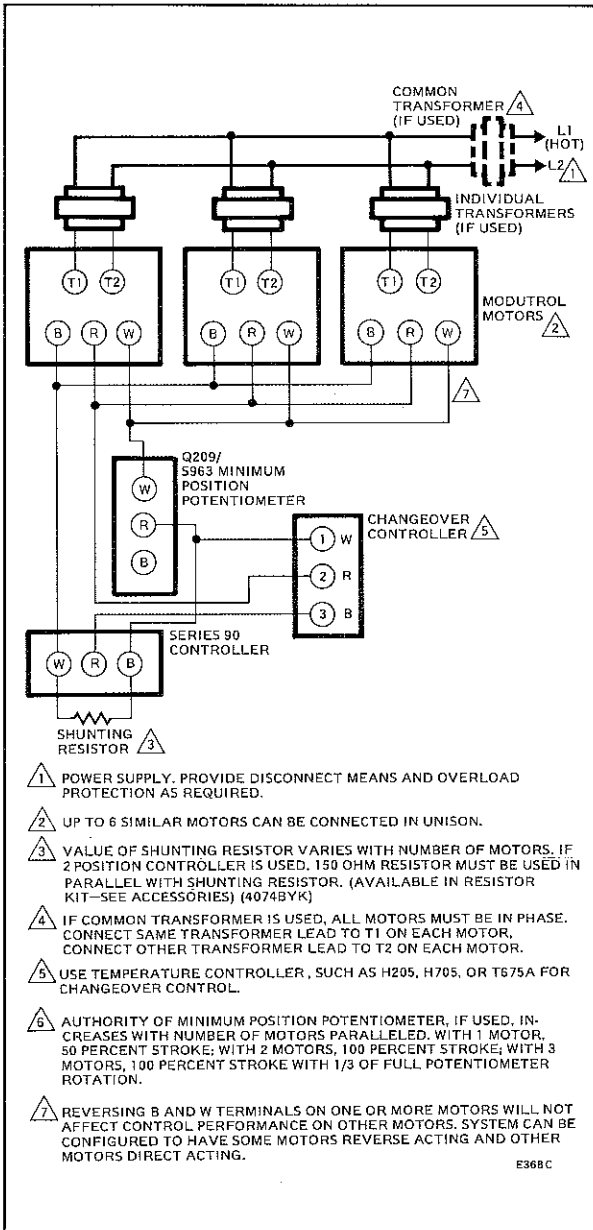 COMMON
TRANSFORMER 4
(IF USED)
L1
(HOT)
L2 1
INDIVIDUAL
TRANSFORMERS
(IF USED)
T1 T2 T1 T2 T1 T2
MODUTROL
MOTORS 2
B R W B R W B R W
7
Q209/
S963 MINIMUM
POSITION
POTENTIOMETER
W
R
B
CHANGEOVER
CONTROLLER 5
1 W
2 R
3 B
SERIES 90
CONTROLLER
W R B
SHUNTING
RESISTOR 3
1 POWER SUPPLY. PROVIDE DISCONNECT MEANS AND OVERLOAD
PROTECTION AS REQUIRED.
2 UP TO 6 SIMILAR MOTORS CAN BE CONNECTED IN UNISON.
3 VALUE OF SHUNTING RESISTOR VARIES WITH NUMBER OF MOTORS. IF
2 POSITION CONTROLLER IS USED, 150 OHM RESISTOR MUST BE USED IN
PARALLEL WITH SHUNTING RESISTOR. (AVAILABLE IN RESISTOR
KIT—SEE ACCESSORIES) (4074BYK)
4 IF COMMON TRANSFORMER IS USED, ALL MOTORS MUST BE IN PHASE.
CONNECT SAME TRANSFORMER LEAD TO T1 ON EACH MOTOR,
CONNECT OTHER TRANSFORMER LEAD TO T2 ON EACH MOTOR.
5 USE TEMPERATURE CONTROLLER, SUCH AS H205, H705, OR T675A FOR
CHANGEOVER CONTROL.
6 AUTHORITY OF MINIMUM POSITION POTENTIOMETER, IF USED, IN-
CREASES WITH NUMBER OF MOTORS PARALLELED. WITH 1 MOTOR,
50 PERCENT STROKE; WITH 2 MOTORS, 100 PERCENT STROKE; WITH 3
MOTORS, 100 PERCENT STROKE WITH 1/3 OF FULL POTENTIOMETER
ROTATION.
7 REVERSING B AND W TERMINALS ON ONE OR MORE MOTORS WILL NOT
AFFECT CONTROL PERFORMANCE ON OTHER MOTORS. SYSTEM CAN BE
CONFIGURED TO HAVE SOME MOTORS REVERSE ACTING AND OTHER
MOTORS DIRECT ACTING.
E368C